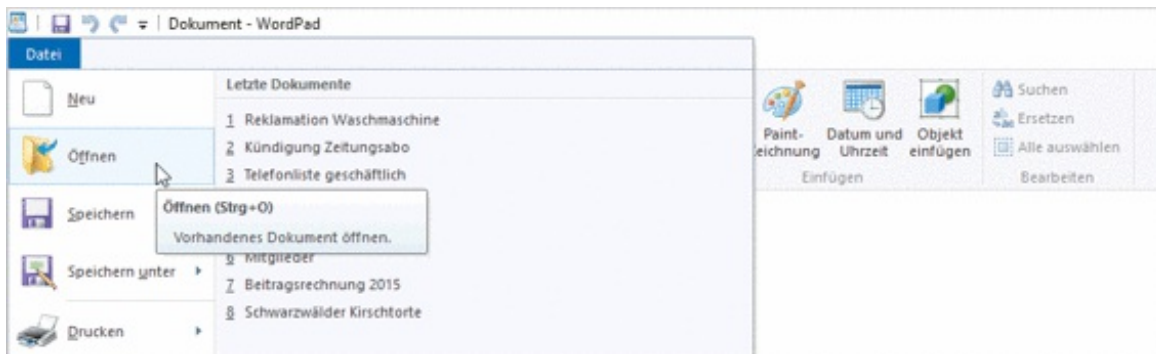 Dokument - WordPad
Datei
Neu
Öffnen
Speichern
Speichern unter
Drucken
Letzte Dokumente
1 Reklamation Waschmaschine
2 Kündigung Zeitungsabo
3 Telefonliste geschäftlich
Öffnen (Strg+O)
Vorhandenes Dokument öffnen.
6 Mitglieder
7 Beitragsrechnung 2015
8 Schwarzwälder Kirschtorte
Paint-
eichnung
Datum und
Uhrzeit
Objekt
einfügen
Einfügen
Suchen
Ersetzen
Alle auswählen
Bearbeiten